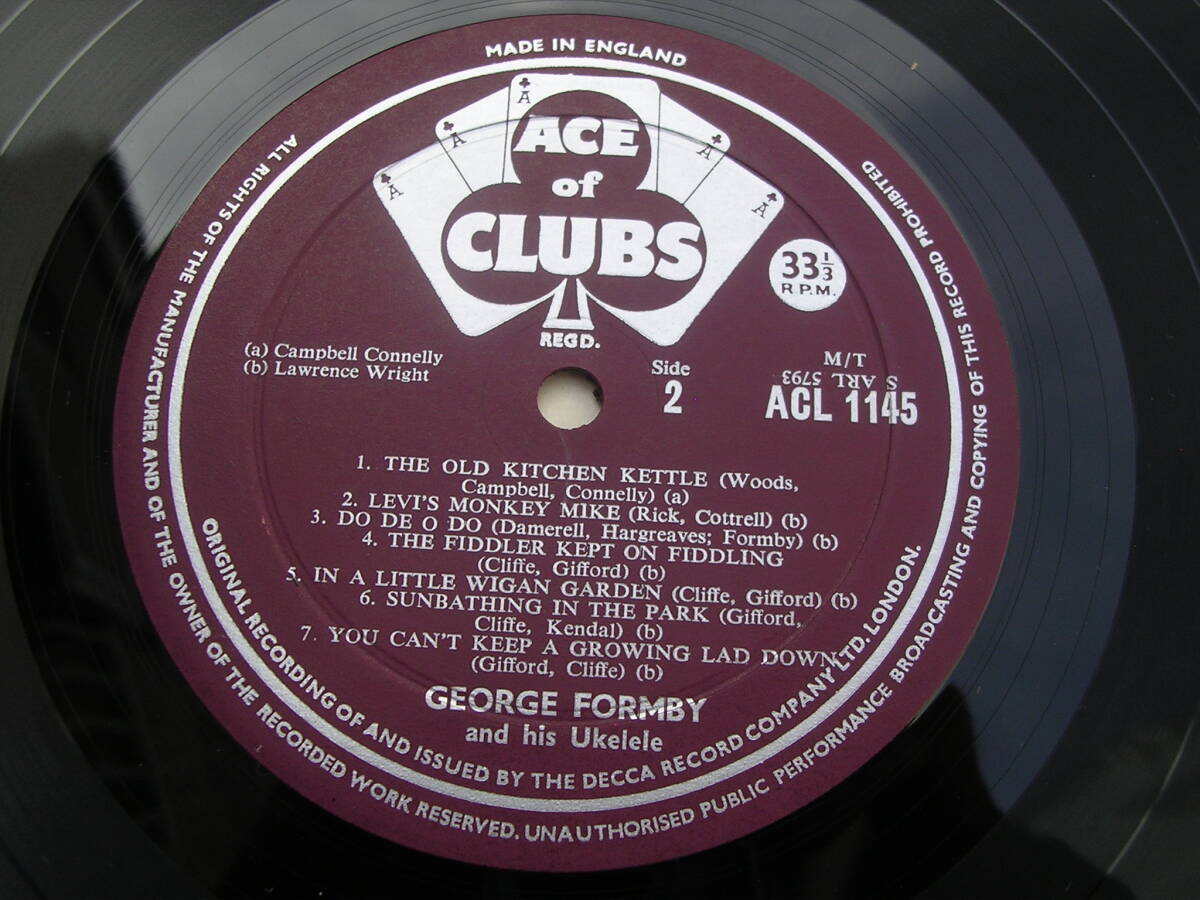 MADE IN ENGLAND
A
A
A
A
A
ACE
of
CLUBS
REGD.
33 1/3
R.P.M.
(a) Campbell Connelly
(b) Lawrence Wright
Side
2
M/T
S ARL 5793
ACL 1145
1. THE OLD KITCHEN KETTLE (Woods,
Campbell, Connelly) (a)
2. LEVI'S MONKEY MIKE (Rick, Cottrell) (b)
3. DO DE O DO (Damerell, Hargreaves; Formby) (b)
4. THE FIDDLER KEPT ON FIDDLING
(Cliffe, Gifford) (b)
5. IN A LITTLE WIGAN GARDEN (Cliffe, Gifford) (b)
6. SUNBATHING IN THE PARK (Gifford,
Cliffe, Kendal) (b)
7. YOU CAN'T KEEP A GROWING LAD DOWN
(Gifford, Cliffe) (b)
GEORGE FORMBY
and his Ukelele
ORIGINAL RECORDING OF AND ISSUED BY THE DECCA RECORD COMPANY LTD. LONDON.
ALL RIGHTS OF THE MANUFACTURER AND OF THE OWNER OF THE RECORDED WORK RESERVED. UNAUTHORISED PUBLIC PERFORMANCE BROADCASTING AND COPYING OF THIS RECORD PROHIBITED